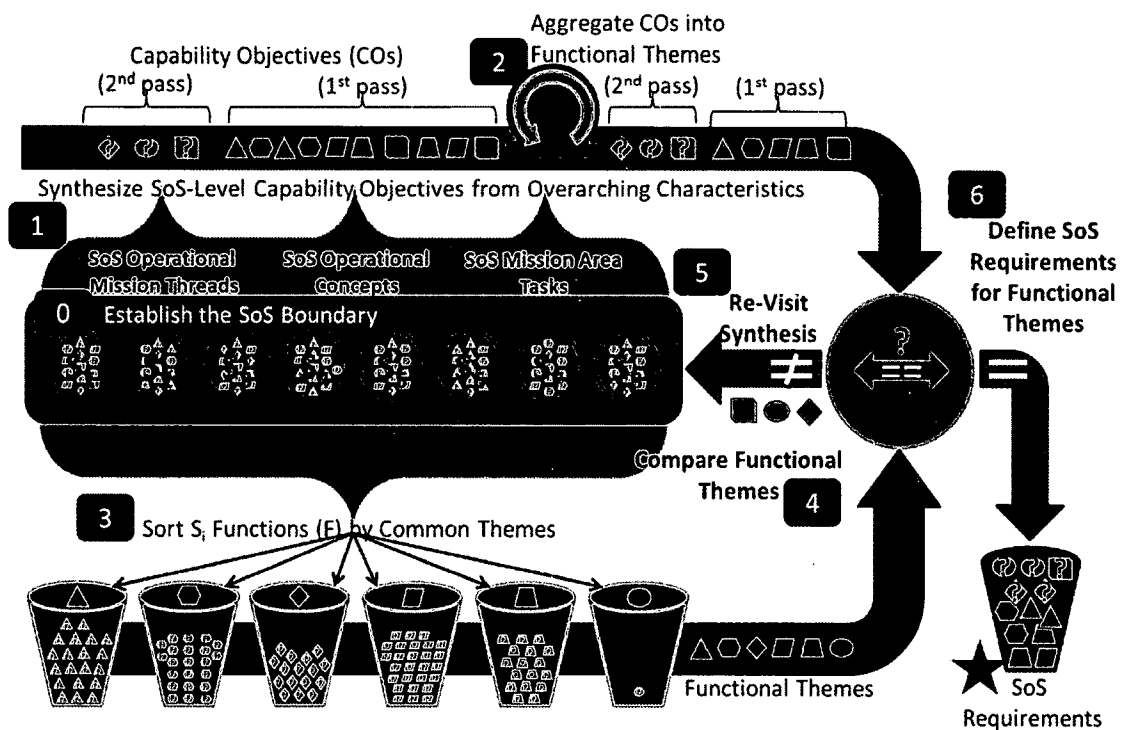 Aggregate COs into
Functional Themes
2
Capability Objectives (COs)
(2nd pass)
(1st pass)
(2nd pass)
(1st pass)
Synthesize SoS-Level Capability Objectives from Overarching Characteristics
1
SoS Operational
Mission Threads
SoS Operational
Concepts
SoS Mission Area
Tasks
0 Establish the SoS Boundary
5
Re-Visit
Synthesis
≠
?
==
=
6
Define SoS
Requirements
for Functional
Themes
Compare Functional
Themes
4
3
Sort Si Functions (F) by Common Themes
Functional Themes
SoS
Requirements